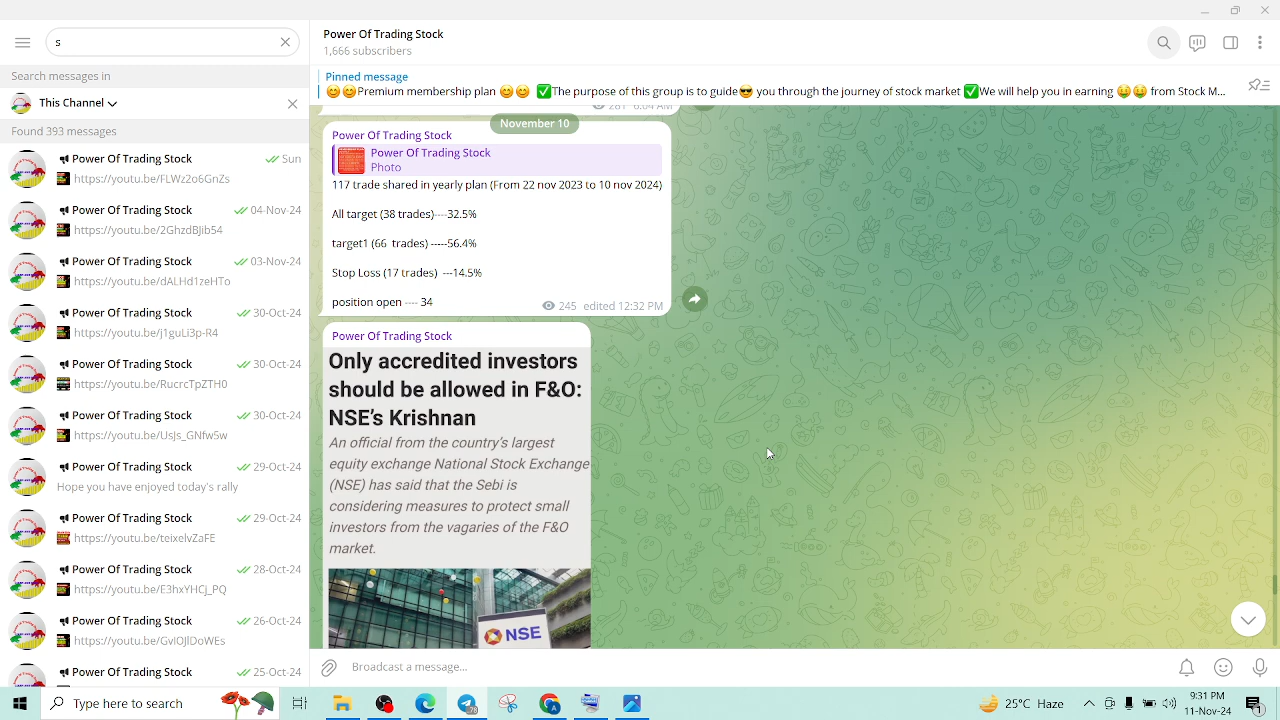 s
Search messages in
This Channel
Found 393 messages
Power Of Trading Stock Sun
https://youtu.be/FLWz2o6GnZs
Power Of Trading Stock 04-Nov-24
https://youtu.be/2GhzdBJib54
Power Of Trading Stock 03-Nov-24
https://youtu.be/dALHd1zeHTo
Power Of Trading Stock 30-Oct-24
https://youtu.be/j1guLi3p-R4
Power Of Trading Stock 30-Oct-24
https://youtu.be/RucrcTpZTH0
Power Of Trading Stock 30-Oct-24
https://youtu.be/UsJs_GNfw5w
Power Of Trading Stock 29-Oct-24
Hope you have enjoyed today's rally
Power Of Trading Stock 29-Oct-24
https://youtu.be/teixelvZaFE
Power Of Trading Stock 28-Oct-24
https://youtu.be/E3hxYHCj_PQ
Power Of Trading Stock 26-Oct-24
https://youtu.be/GvlOJlDoWEs
Power Of Trading Stock 25-Oct-24
Power Of Trading Stock
1,666 subscribers
Pinned message
😊😊Premium membership plan 😊😊 ✅The purpose of this group is to guide😎 you through the journey of stock market ✅We will help you in earning 🤑🤑 from Stock M...
281 6:04 AM
November 10
Power Of Trading Stock
Power Of Trading Stock
Photo
117 trade shared in yearly plan (From 22 nov 2023 to 10 nov 2024)
All target (38 trades)----32.5%
target1 (66 trades) -----56.4%
Stop Loss (17 trades) ---14.5%
position open ---- 34
245 edited 12:32 PM
Power Of Trading Stock
Only accredited investors
should be allowed in F&O:
NSE's Krishnan
An official from the country's largest
equity exchange National Stock Exchange
(NSE) has said that the Sebi is
considering measures to protect small
investors from the vagaries of the F&O
market.
NSE
Broadcast a message...
Type here to search
25°C Haze
9:31 PM
11-Nov-24